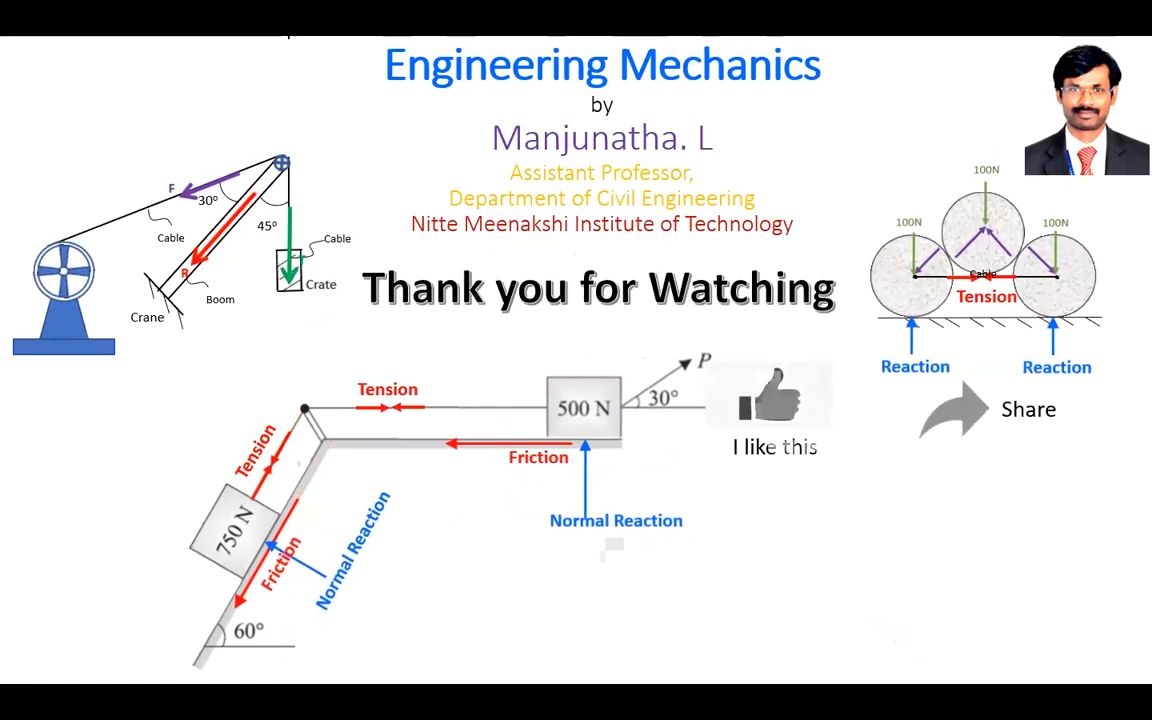 Engineering Mechanics
by
Manjunatha. L
Assistant Professor,
Department of Civil Engineering
Nitte Meenakshi Institute of Technology
Thank you for Watching
F
30°
45°
Cable
Cable
R
Boom
Crate
Crane
100N
100N
100N
Cable
Tension
Reaction
Reaction
Tension
500 N
P
30°
Friction
Normal Reaction
Tension
750 N
Friction
Normal Reaction
60°
I like this
Share